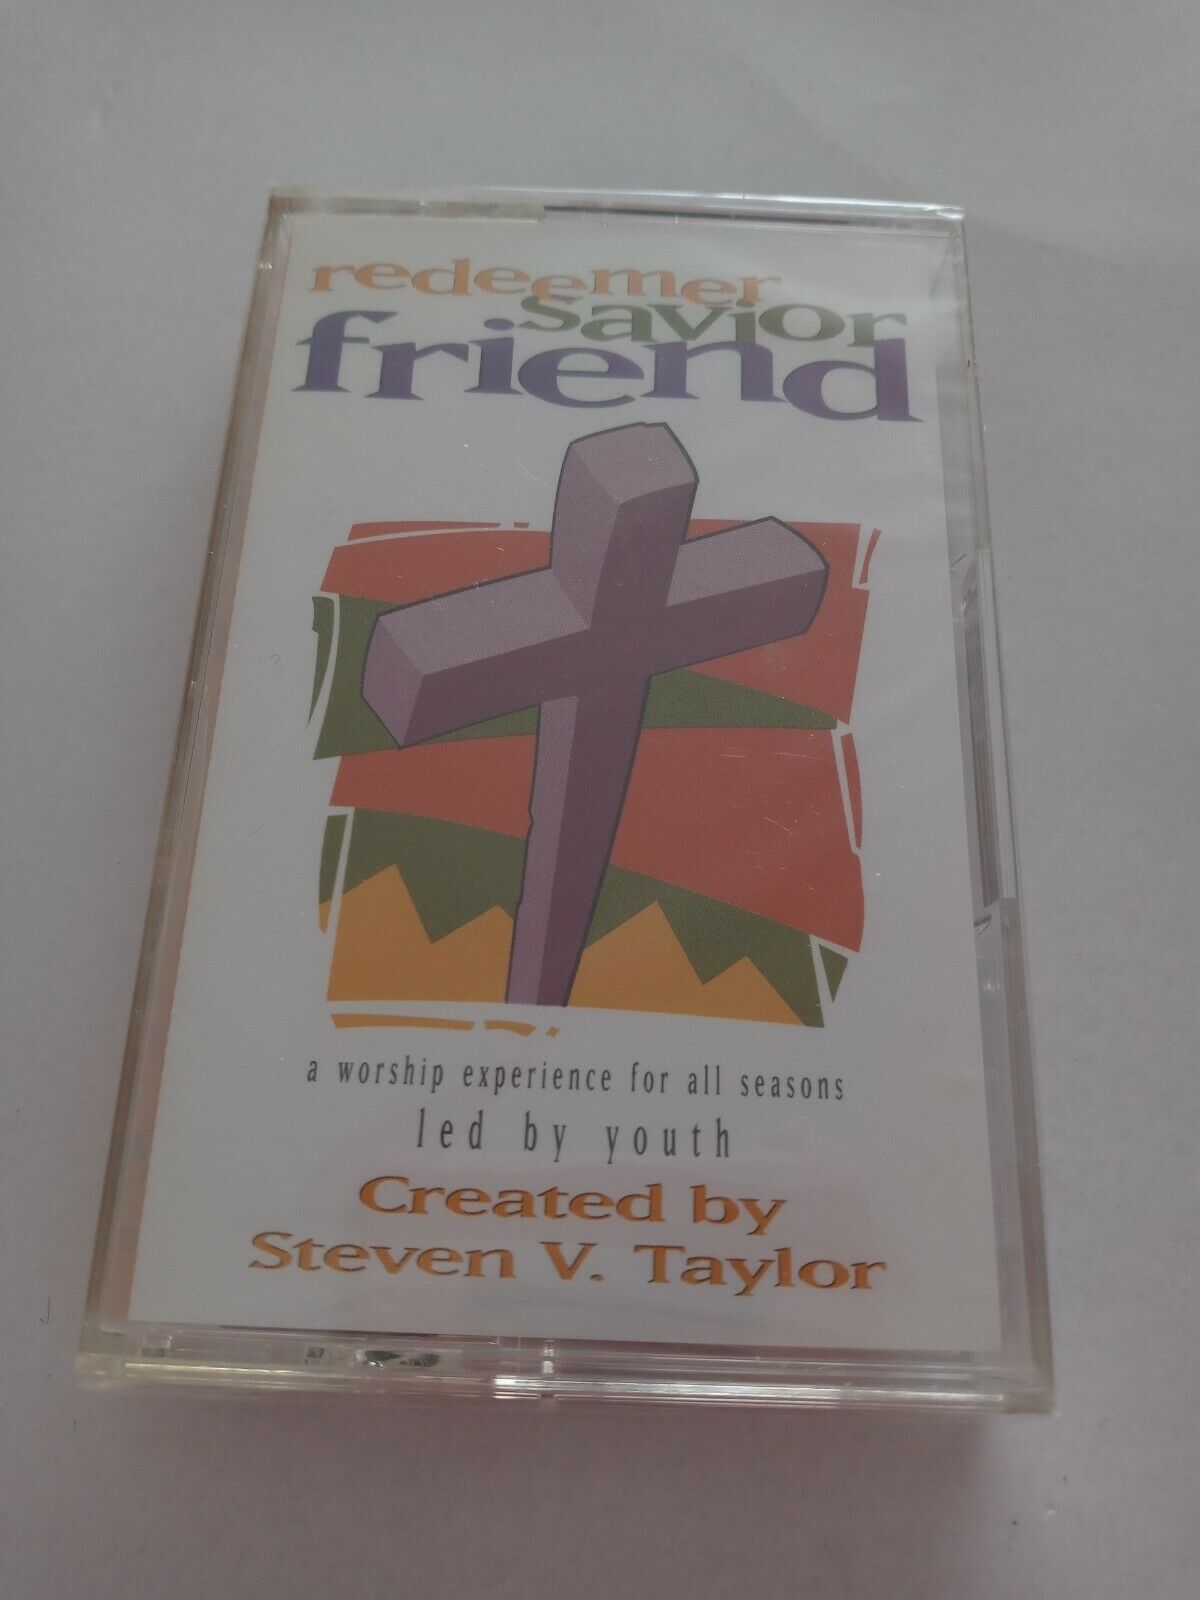 redeemer
savior
friend
a worship experience for all seasons
led by youth
Created by
Steven V. Taylor